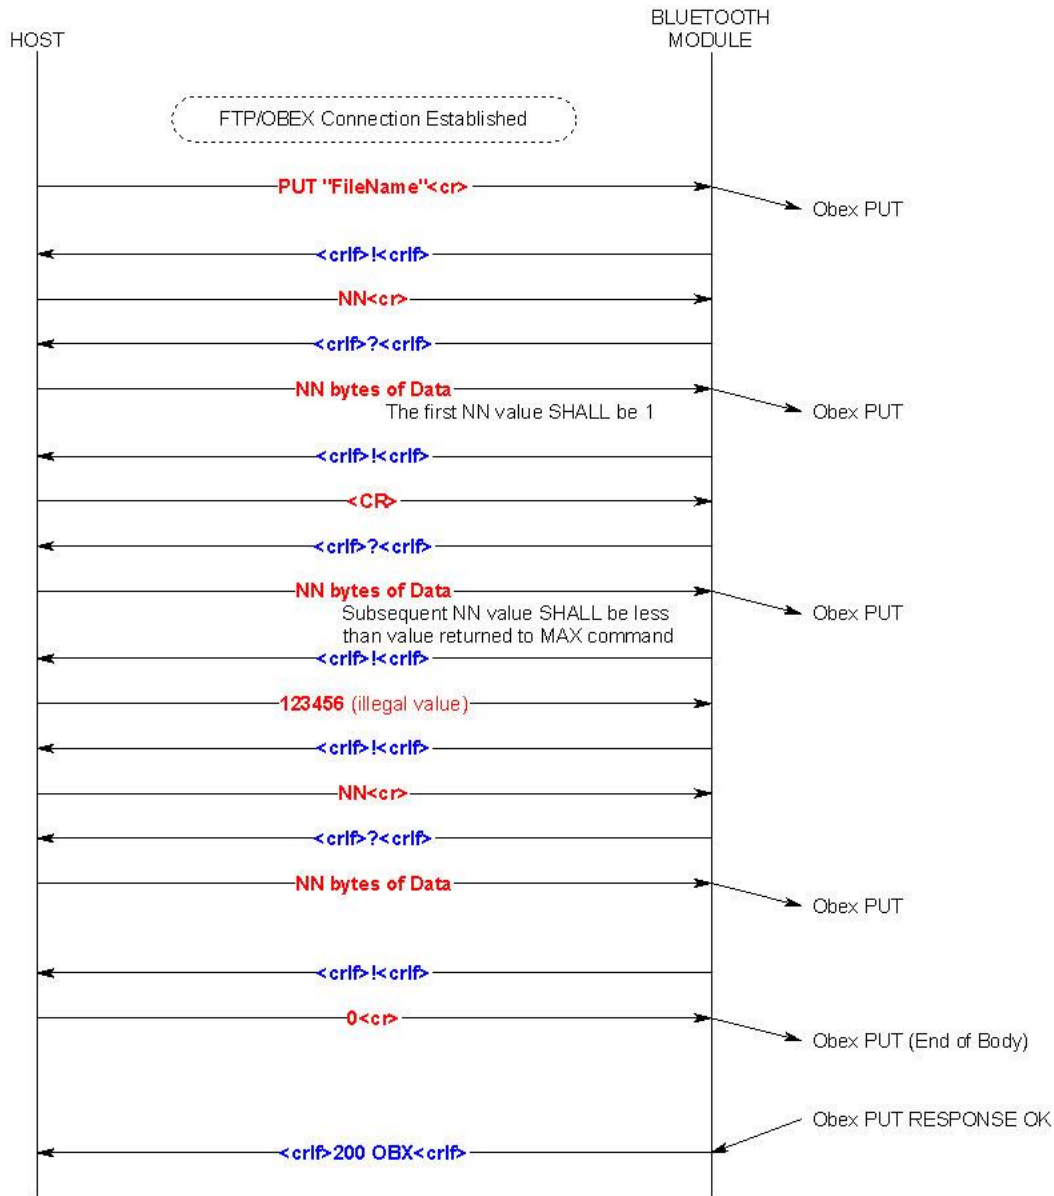 BLUETOOTH
HOST
MODULE
FTP/OBEX Connection Established
PUT "FileName"<cr>
Obex PUT
<crlf>!<crlf>
NN<cr>
<crlf>?<crlf>
NN bytes of Data
The first NN value SHALL be 1
Obex PUT
<crlf>!<crlf>
<CR>
<crlf>?<crlf>
NN bytes of Data
Subsequent NN value SHALL be less
Obex PUT
than value returned to MAX command
<crlf>!<crlf>
123456 (illegal value)
<crlf>!<crlf>
NN<cr>
<crlf>?<crlf>
NN bytes of Data
Obex PUT
<crlf>!<crlf>
0<cr>
Obex PUT (End of Body)
Obex PUT RESPONSE OK
<crlf>200 OBX<crlf>